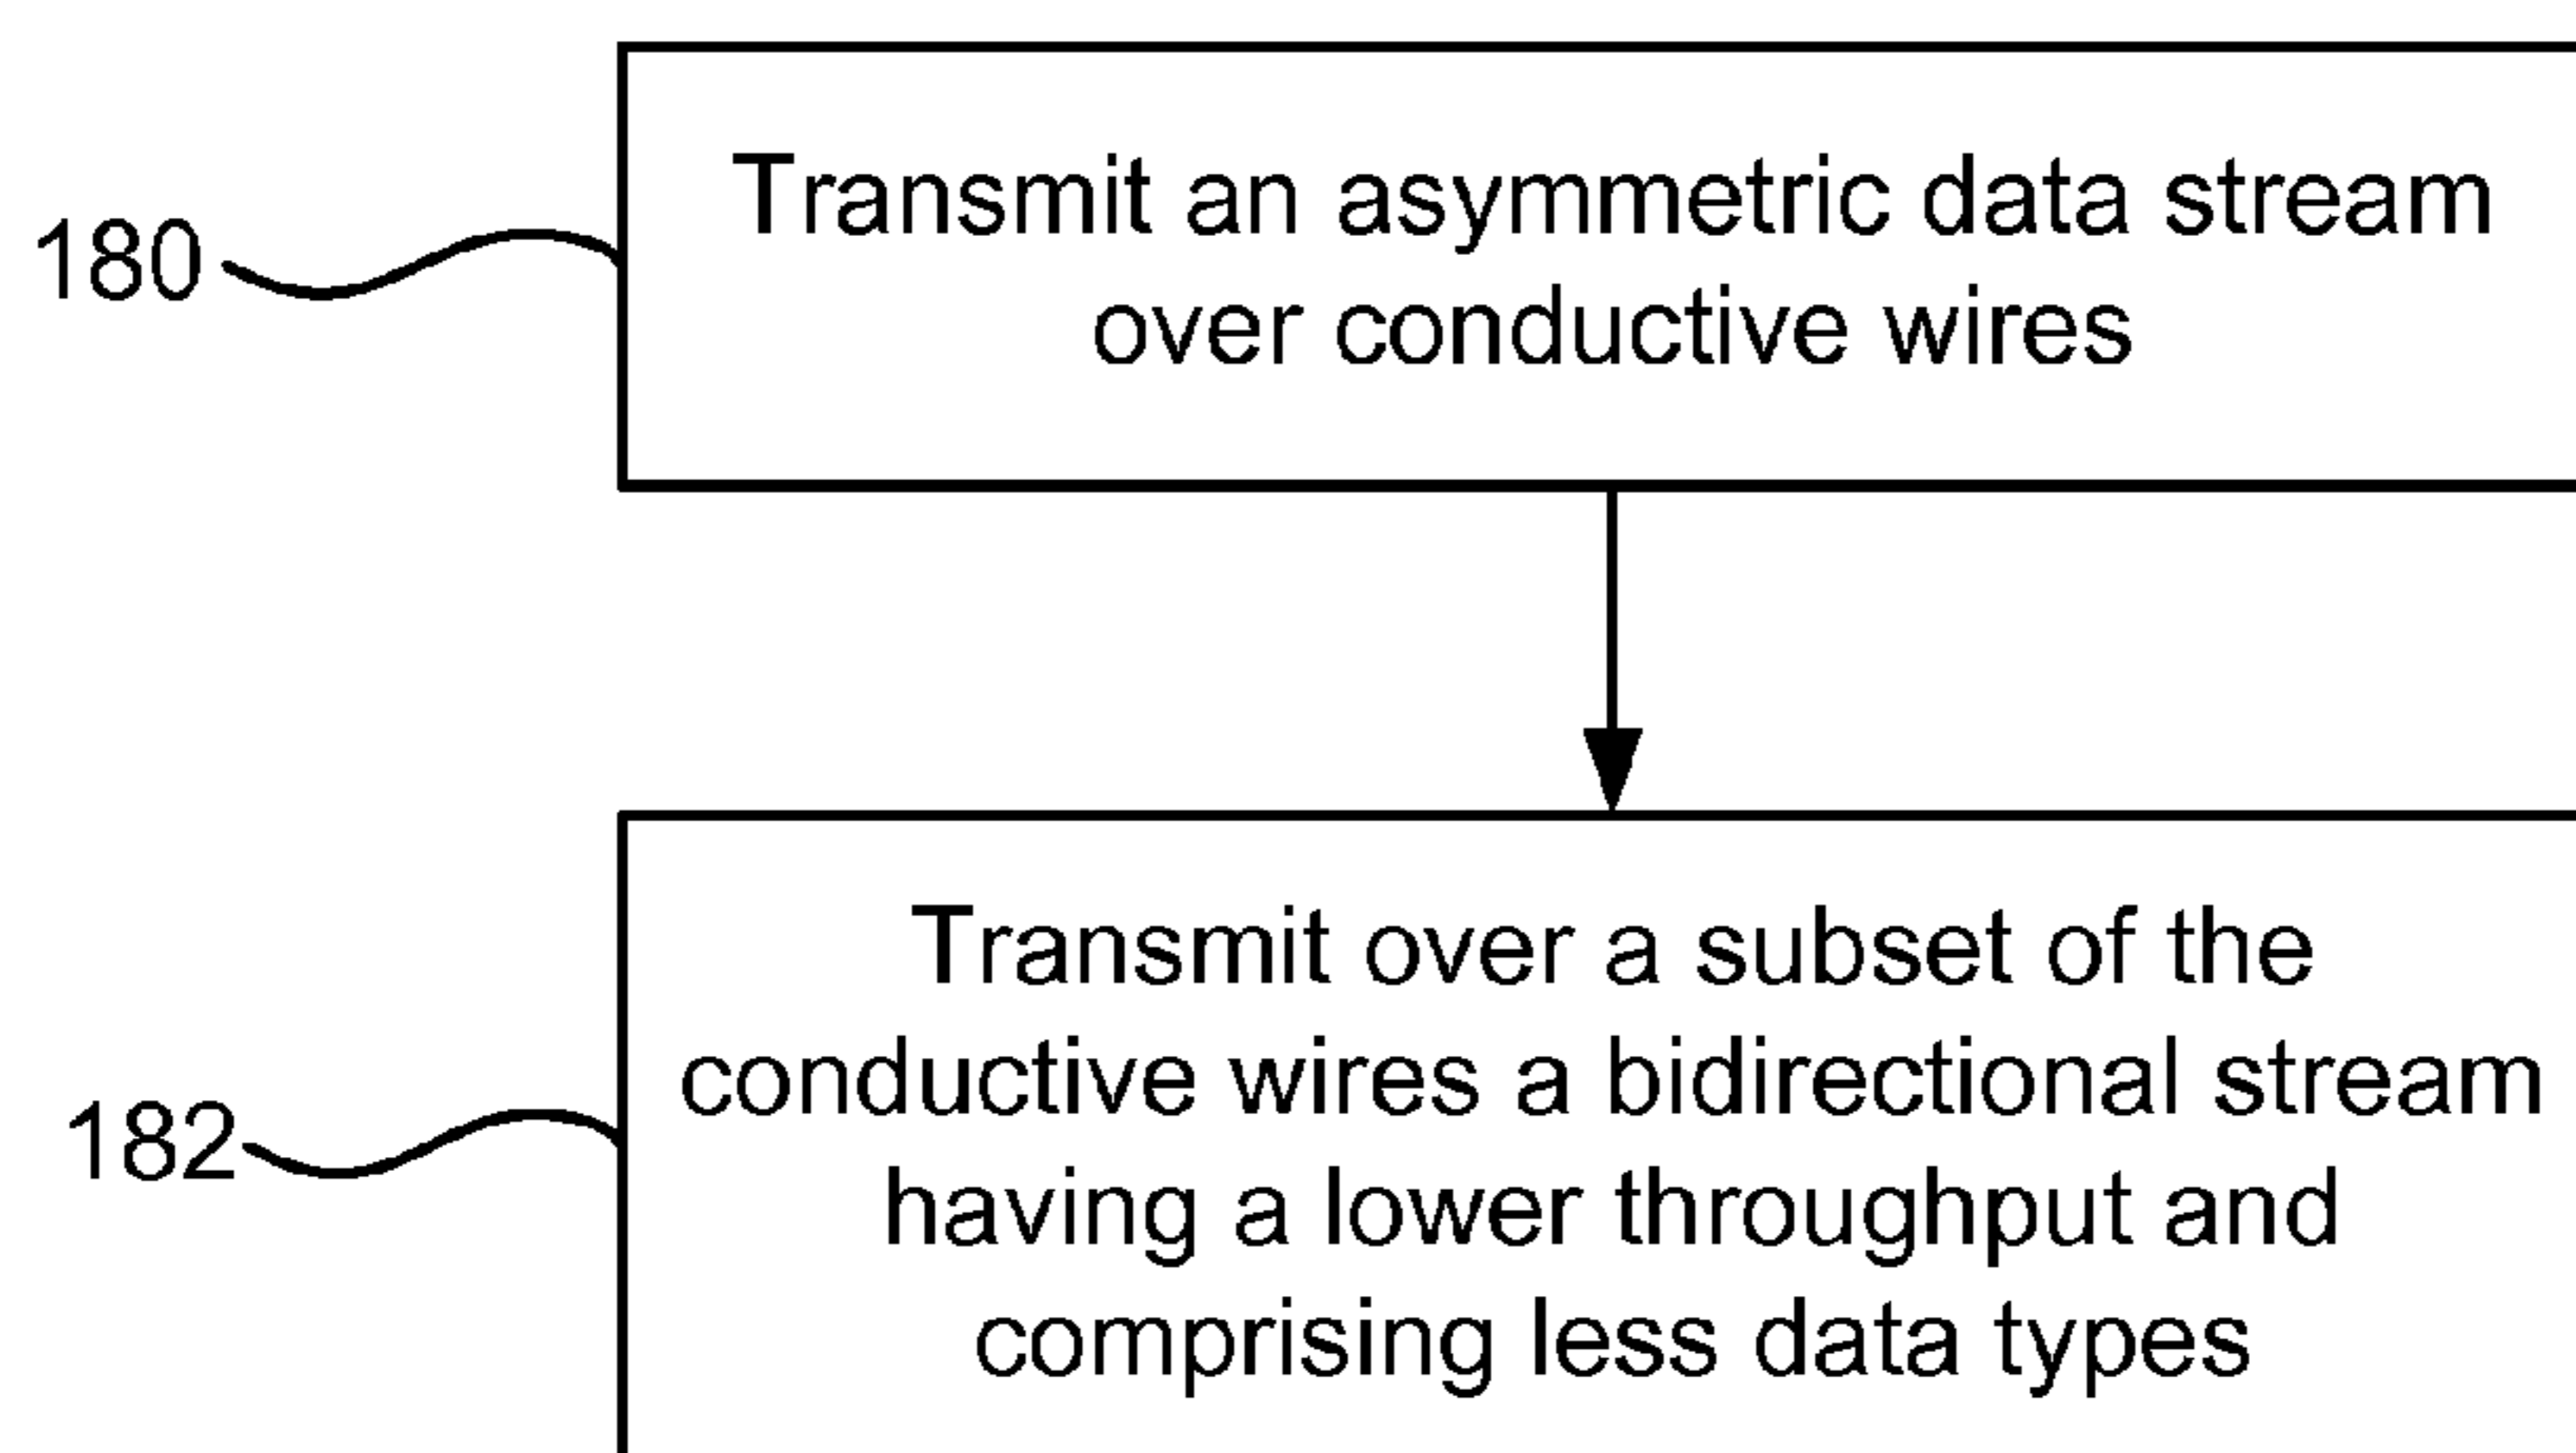 180
Transmit an asymmetric data stream
over conductive wires
182
Transmit over a subset of the
conductive wires a bidirectional stream
having a lower throughput and
comprising less data types